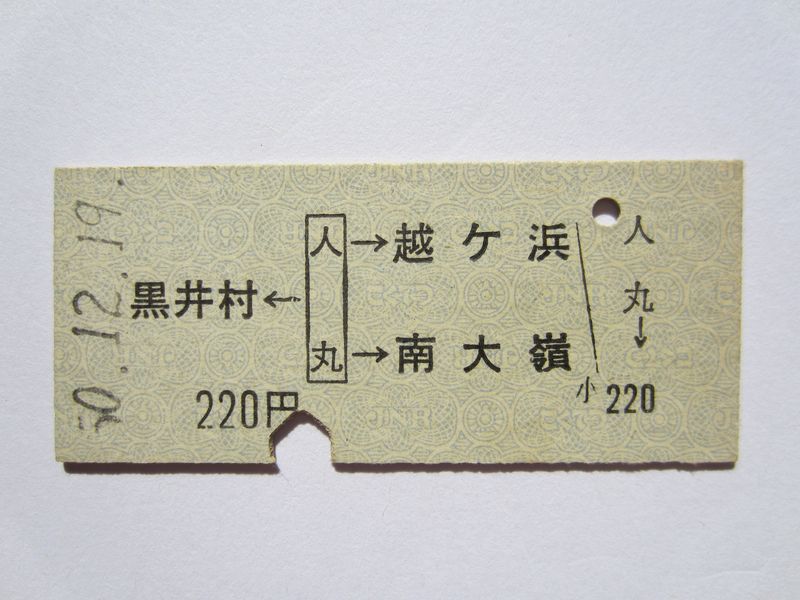 50.12.19.
人丸
→越ケ浜
黒井村←
→南大嶺
220円
人丸↓
小 220